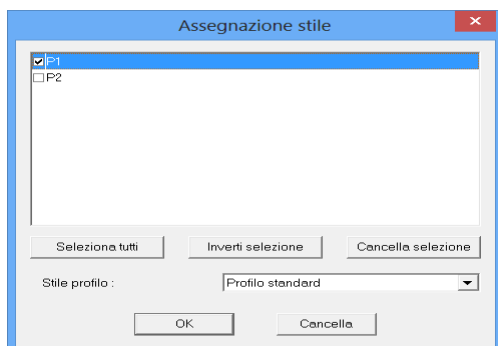 Assegnazione stile
P1
P2
Seleziona tutti Inverti selezione Cancella selezione
Stile profilo : Profilo standard
OK Cancella